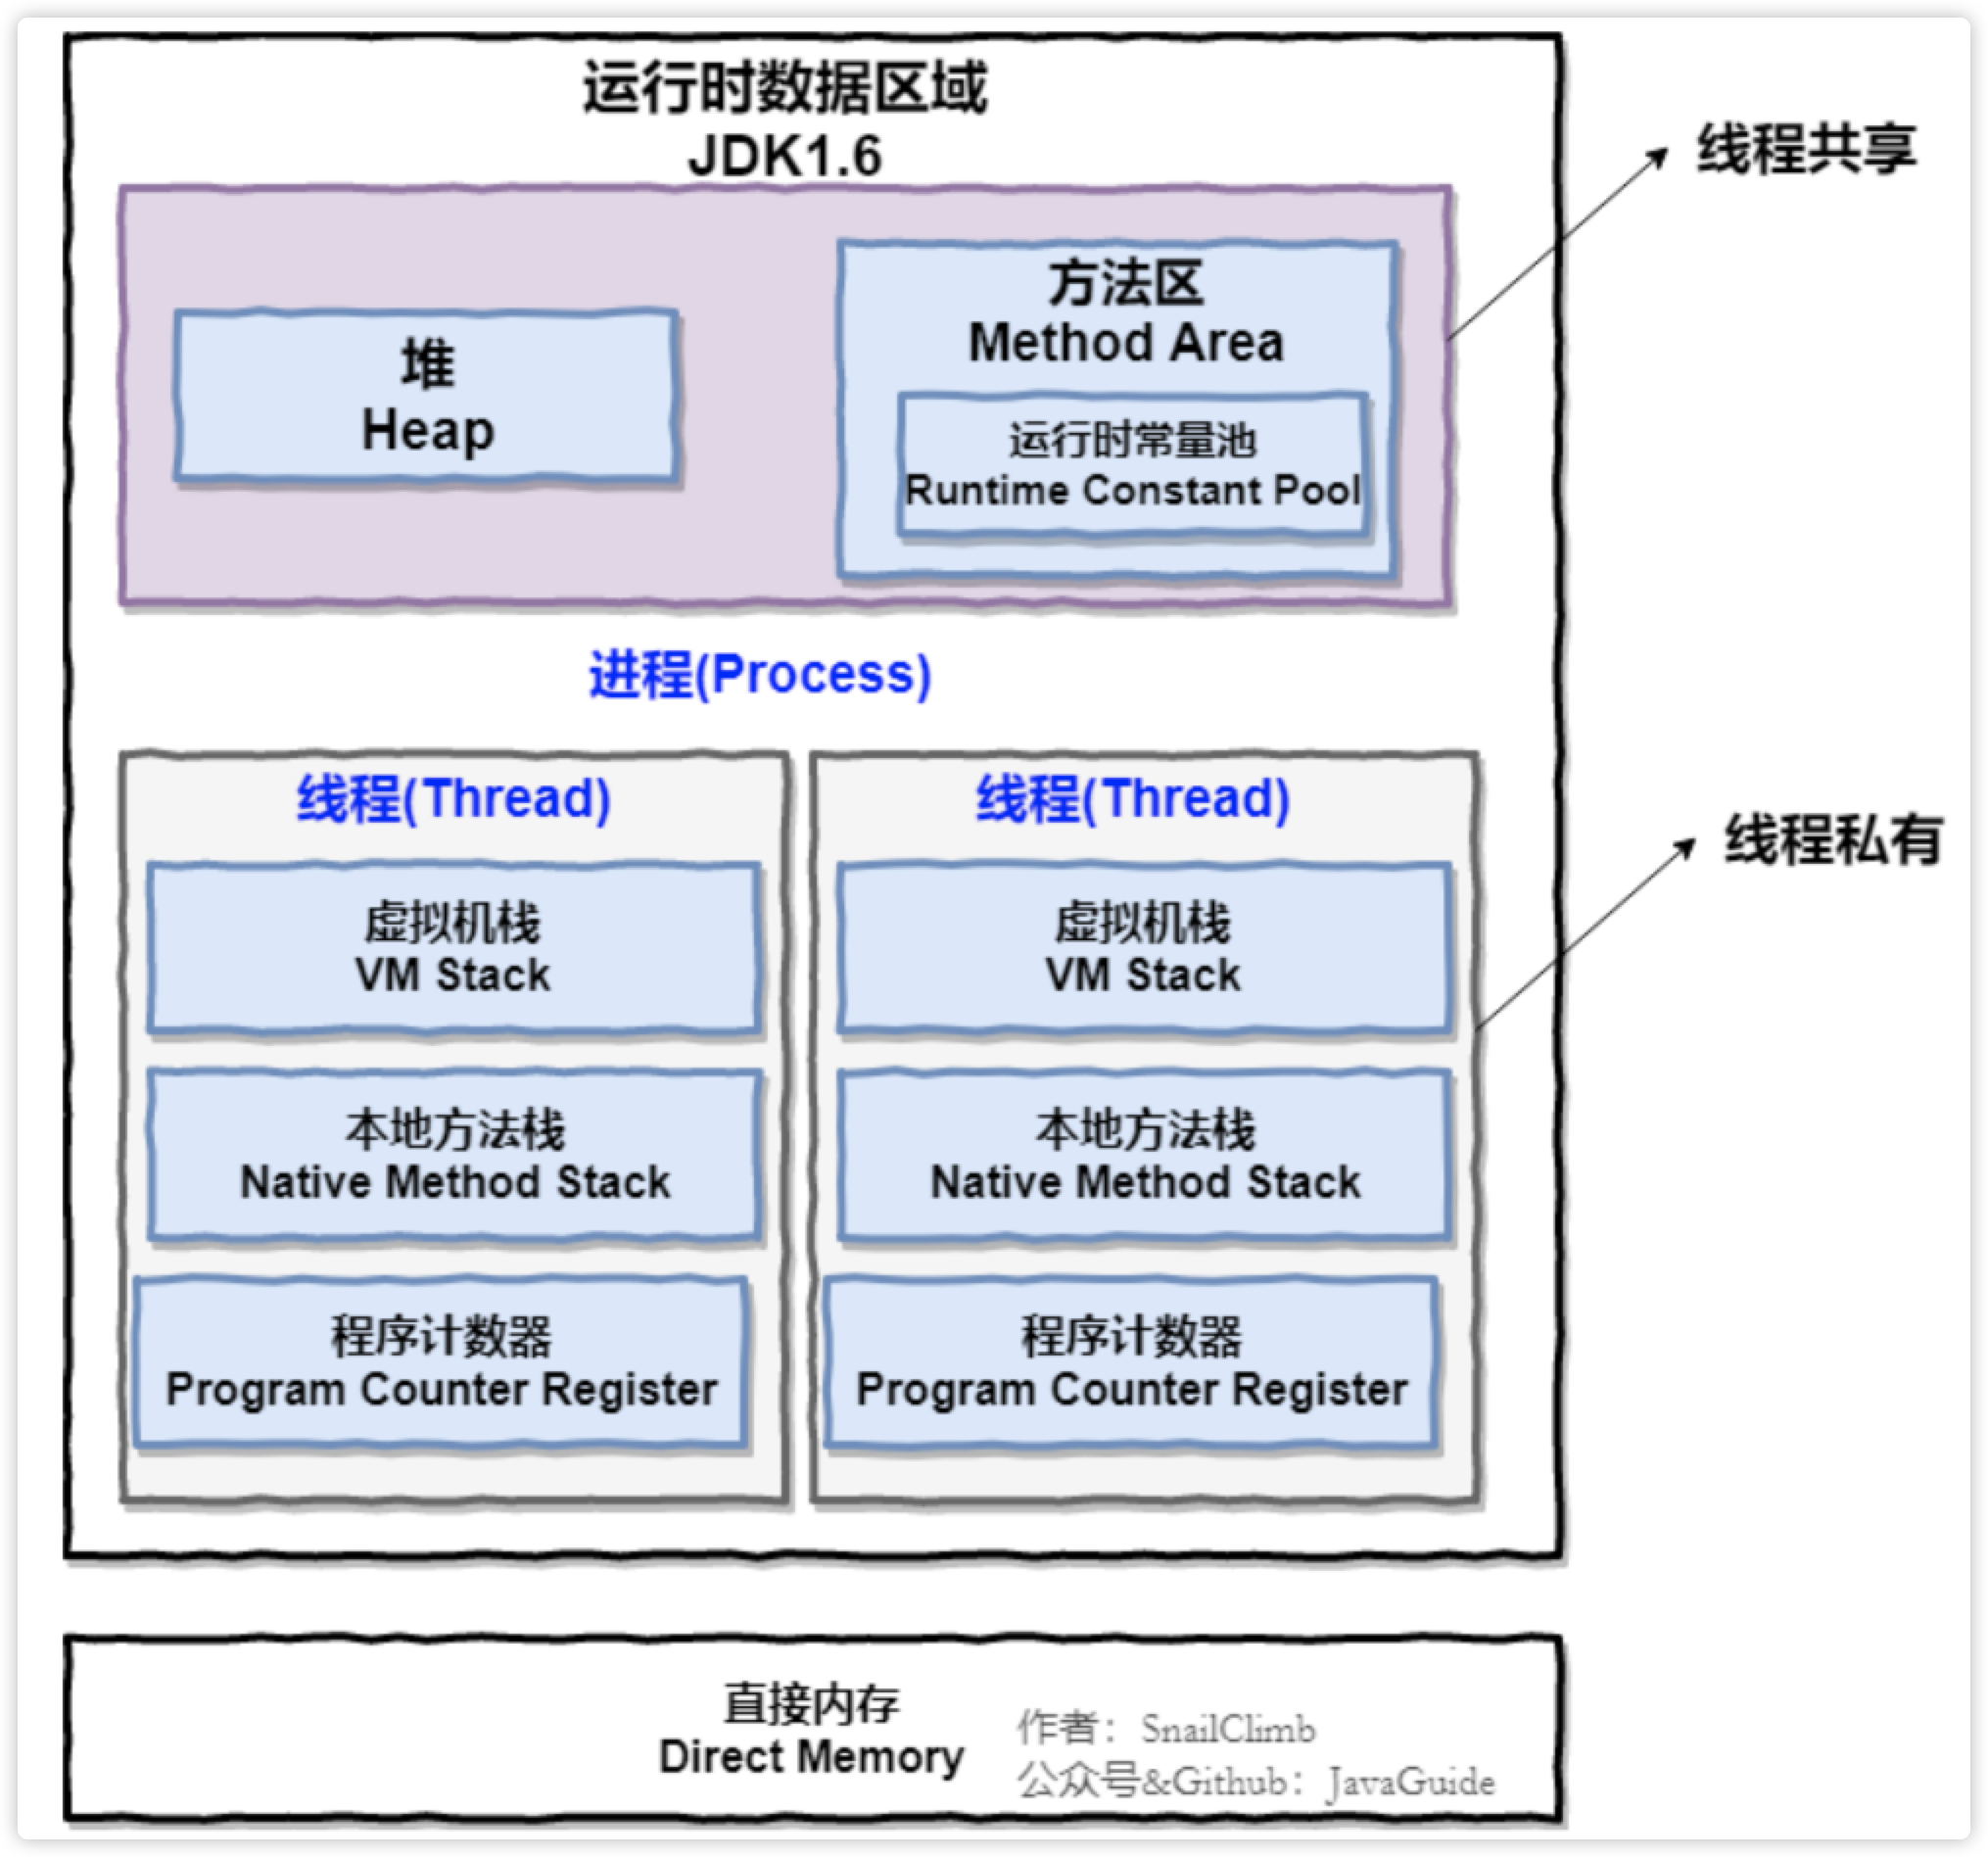 运行时数据区域
JDK1.6
线程共享
堆
Heap
方法区
Method Area
运行时常量池
Runtime Constant Pool
进程(Process)
线程(Thread)
虚拟机栈
VM Stack
本地方法栈
Native Method Stack
程序计数器
Program Counter Register
线程(Thread)
虚拟机栈
VM Stack
本地方法栈
Native Method Stack
程序计数器
Program Counter Register
线程私有
直接内存
Direct Memory
作者：SnailClimb
公众号&Github：JavaGuide